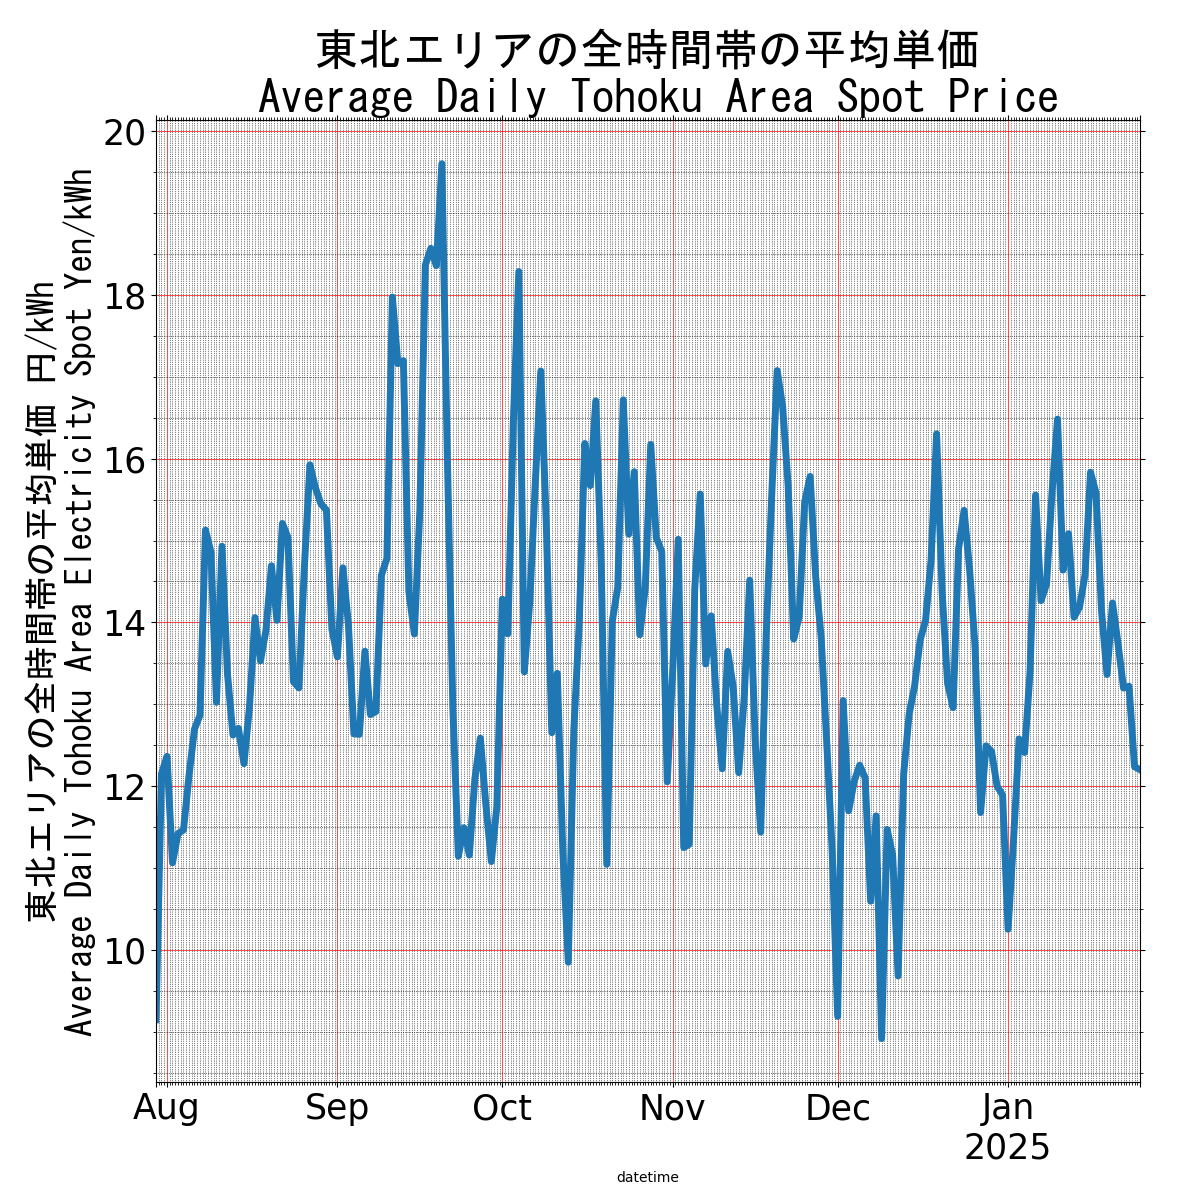 東北エリアの全時間帯の平均単価
Average Daily Tohoku Area Spot Price
東北エリアの全時間帯の平均単価 円/kWh
Average Daily Tohoku Area Electricity Spot Yen/kWh
20
18
16
14
12
10
Aug Sep Oct Nov Dec Jan
2025
datetime